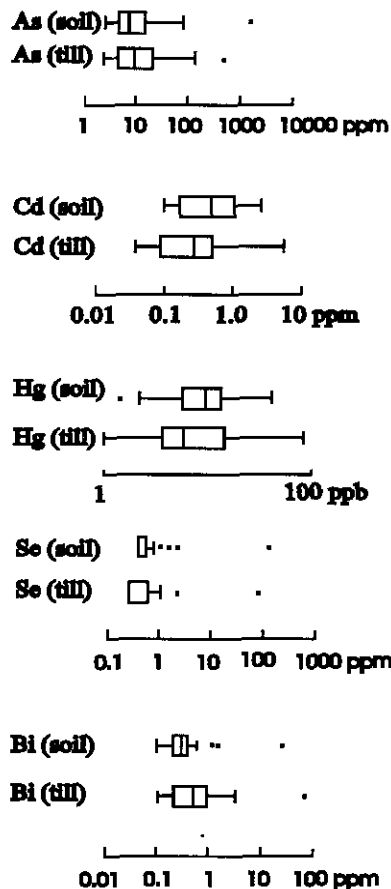 As (soil)
As (till)
1 10 100 1000 10000 ppm
Cd (soil)
Cd (till)
0.01 0.1 1.0 10 ppm
Hg (soil)
Hg (till)
1 100 ppb
Se (soil)
Se (till)
0.1 1 10 100 1000 ppm
Bi (soil)
Bi (till)
0.01 0.1 1 10 100 ppm